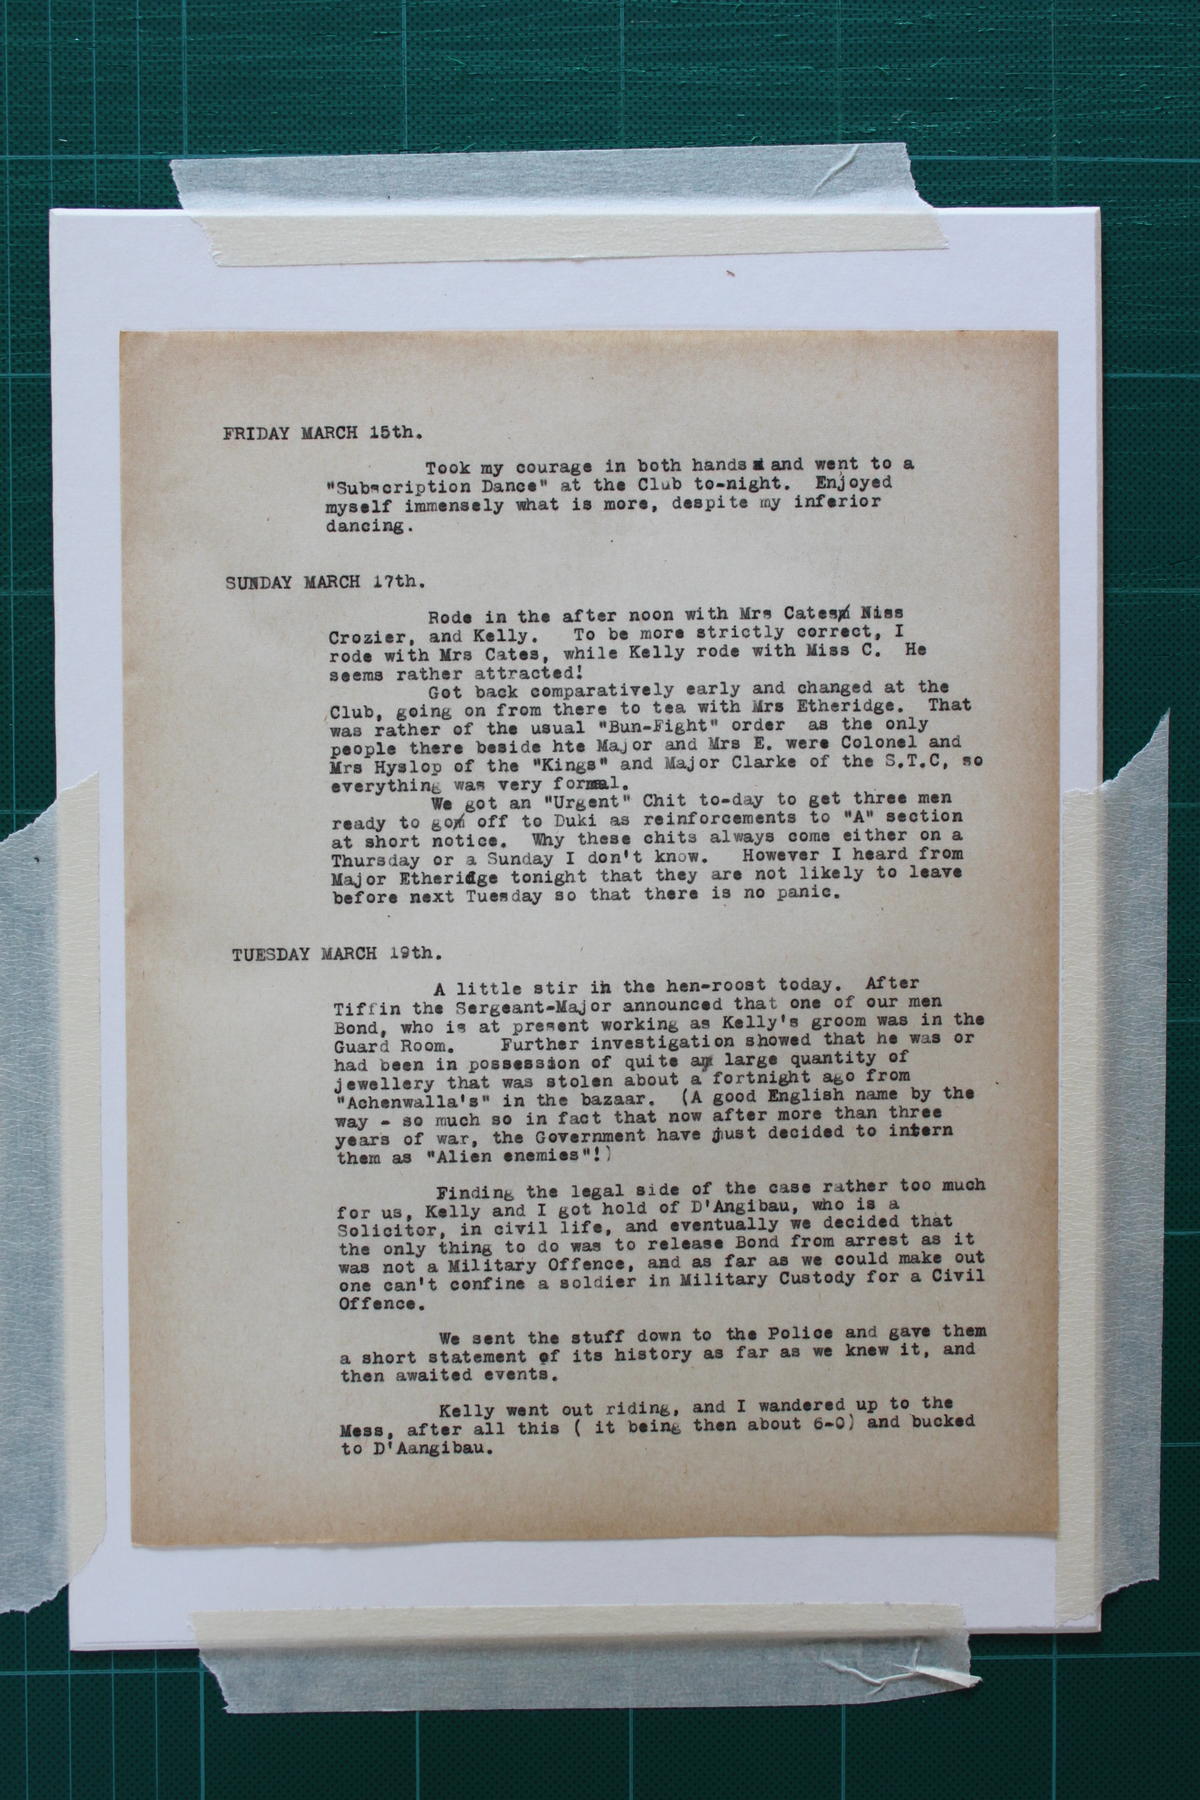 FRIDAY MARCH 15th.
Took my courage in both hands and went to a
"Subscription Dance" at the Club to-night. Enjoyed
myself immensely what is more, despite my inferior
dancing.
SUNDAY MARCH 17th.
Rode in the after noon with Mrs Cates Niss
Crozier, and Kelly. To be more strictly correct, I
rode with Mrs Cates, while Kelly rode with Miss C. He
seems rather attracted!
Got back comparatively early and changed at the
Club, going on from there to tea with Mrs Etheridge. That
was rather of the usual "Bun-Fight" order as the only
people there beside hte Major and Mrs E. were Colonel and
Mrs Hyslop of the "Kings" and Major Clarke of the S.T.C, so
everything was very formal.
We got an "Urgent" Chit to-day to get three men
ready to go off to Duki as reinforcements to "A" section
at short notice. Why these chits always come either on a
Thursday or a Sunday I don't know. However I heard from
Major Etheridge tonight that they are not likely to leave
before next Tuesday so that there is no panic.
TUESDAY MARCH 19th.
A little stir in the hen-roost today. After
Tiffin the Sergeant-Major announced that one of our men
Bond, who is at present working as Kelly's groom was in the
Guard Room. Further investigation showed that he was or
had been in possession of quite a large quantity of
jewellery that was stolen about a fortnight ago from
"Achenwalla's" in the bazaar. (A good English name by the
way - so much so in fact that now after more than three
years of war, the Government have just decided to intern
them as "Alien enemies"!)
Finding the legal side of the case rather too much
for us, Kelly and I got hold of D'Angibau, who is a
Solicitor, in civil life, and eventually we decided that
the only thing to do was to release Bond from arrest as it
was not a Military Offence, and as far as we could make out
one can't confine a soldier in Military Custody for a Civil
Offence.
We sent the stuff down to the Police and gave them
a short statement of its history as far as we knew it, and
then awaited events.
Kelly went out riding, and I wandered up to the
Mess, after all this ( it being then about 6-0) and bucked
to D'Aangibau.